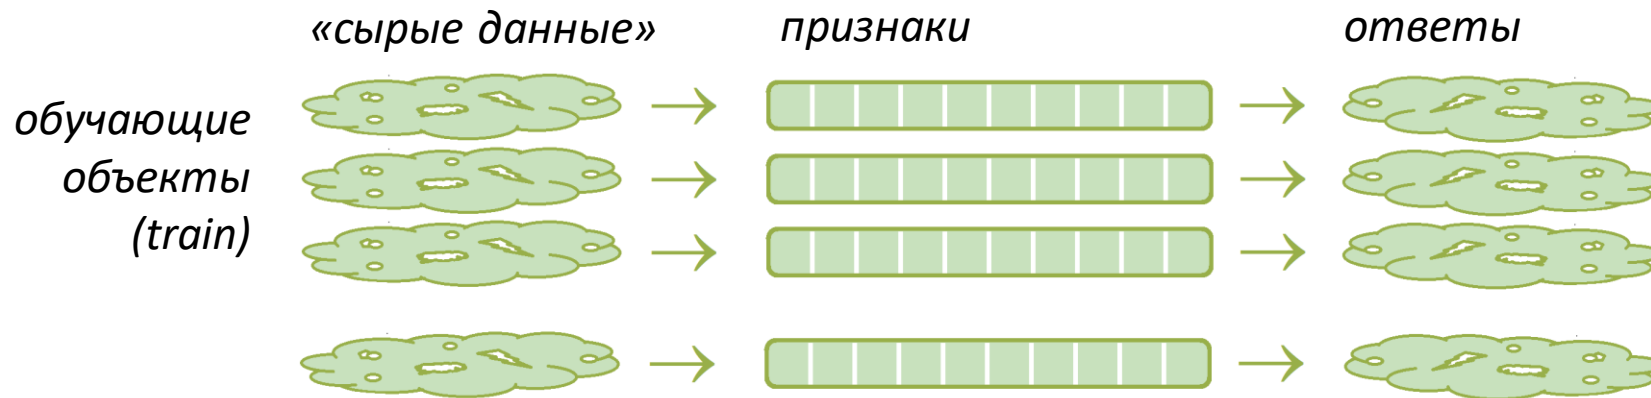 «сырые данные»
признаки
ответы
обучающие
объекты
(train)